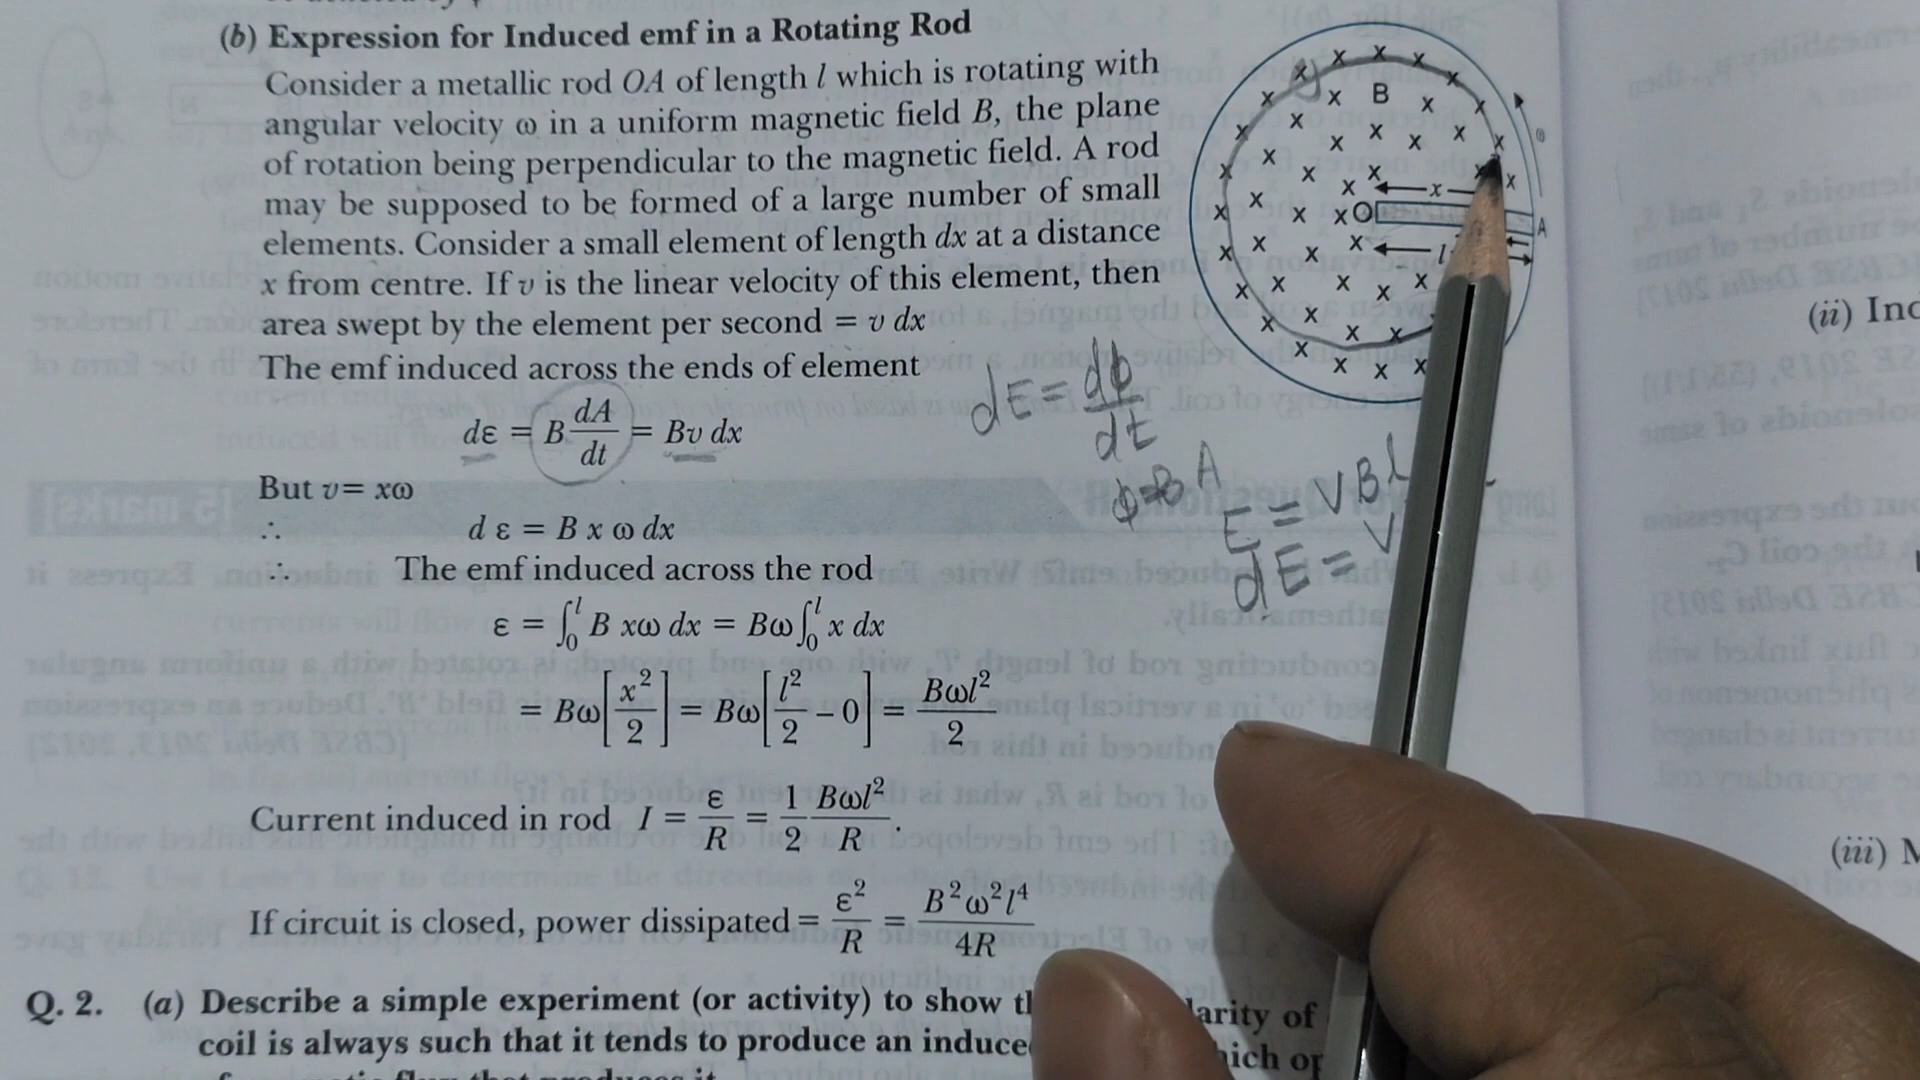 (b) Expression for Induced emf in a Rotating Rod
Consider a metallic rod OA of length l which is rotating with
angular velocity ω in a uniform magnetic field B, the plane
of rotation being perpendicular to the magnetic field. A rod
may be supposed to be formed of a large number of small
elements. Consider a small element of length dx at a distance
x from centre. If v is the linear velocity of this element, then
area swept by the element per second = v dx
The emf induced across the ends of element
dε = B dA/dt = Bv dx
But v = xω
∴ d ε = B x ω dx
∴ The emf induced across the rod
ε = ∫₀ˡ B xω dx = Bω ∫₀ˡ x dx
= Bω[x²/2] = Bω[l²/2 – 0] = Bωl²/2
Current induced in rod I = ε/R = 1/2 Bωl²/R.
If circuit is closed, power dissipated = ε²/R = B²ω²l⁴/4R
Q. 2. (a) Describe a simple experiment (or activity) to show
arity of
coil is always such that it tends to produce an
B
x
O
A
l
ω
dE = dφ/dt
φ = B A
E = VBl
dE = V
(ii)
(iii)